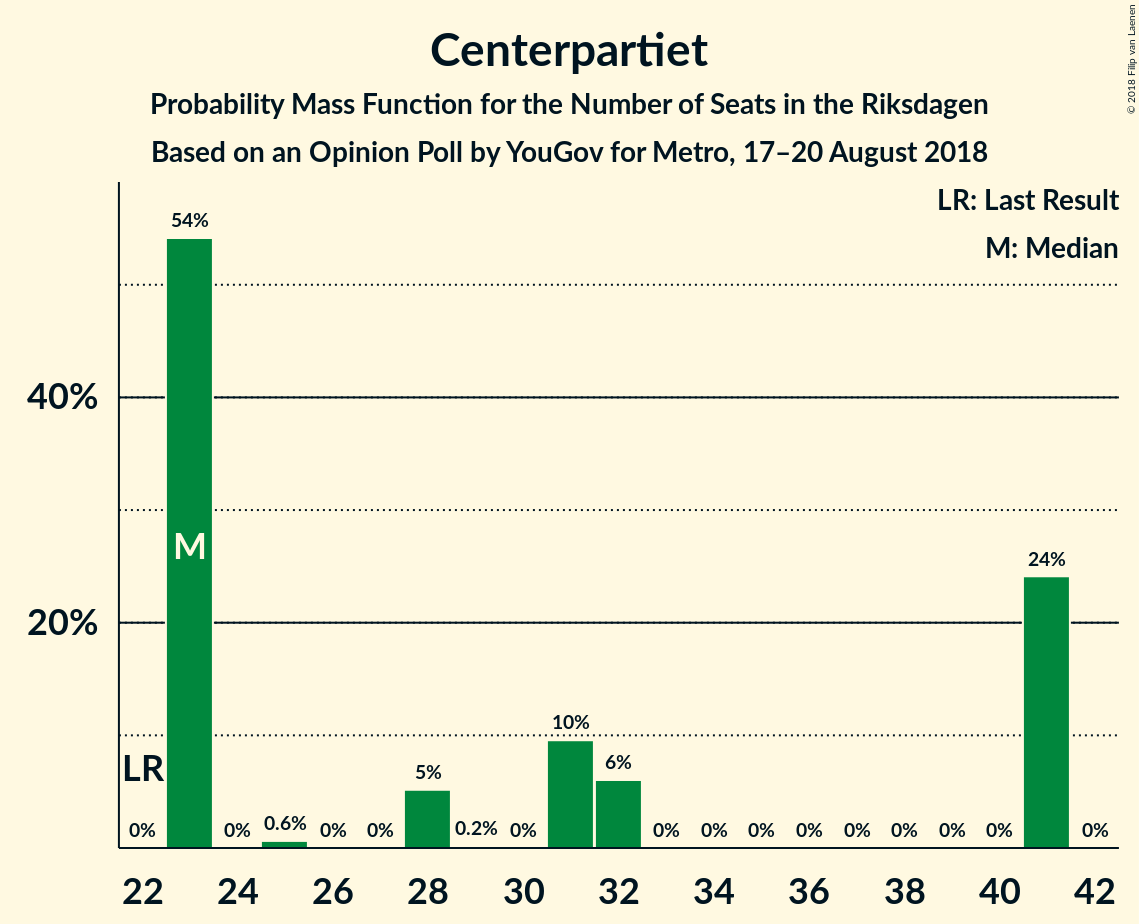 Centerpartiet
Probability Mass Function for the Number of Seats in the Riksdagen
Based on an Opinion Poll by YouGov for Metro, 17–20 August 2018
© 2018 Filip van Laenen
LR: Last Result
M: Median
54%
40%
M
24%
20%
10%
LR
5%
6%
0%
0%
0.6%
0%
0%
0.2%
0%
0%
0%
0%
0%
0%
0%
0%
0%
0%
22 24 26 28 30 32 34 36 38 40 42